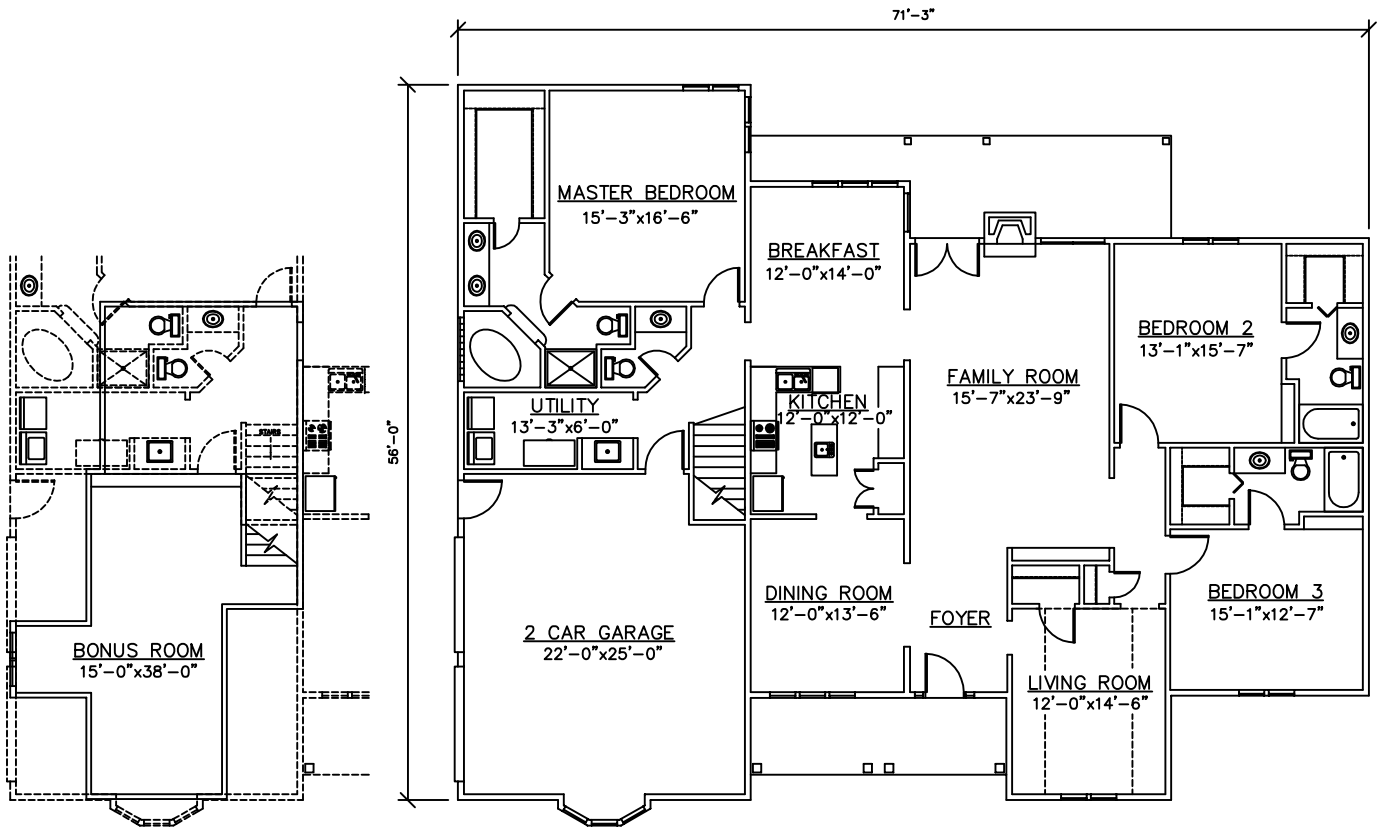 71'-3"
56'-0"
MASTER BEDROOM
15'-3"x16'-6"
BREAKFAST
12'-0"x14'-0"
BEDROOM 2
13'-1"x15'-7"
FAMILY ROOM
15'-7"x23'-9"
UTILITY
13'-3"x6'-0"
KITCHEN
12'-0"x12'-0"
STAIRS
DINING ROOM
12'-0"x13'-6"
BEDROOM 3
15'-1"x12'-7"
FOYER
2 CAR GARAGE
22'-0"x25'-0"
BONUS ROOM
15'-0"x38'-0"
LIVING ROOM
12'-0"x14'-6"